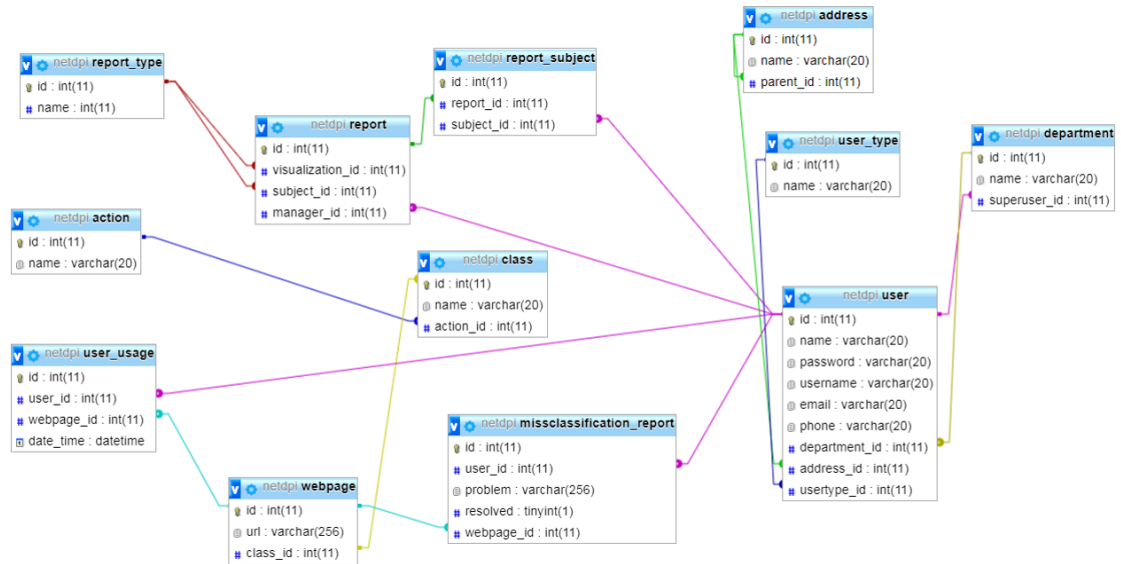 netdpi address
id : int(11)
name : varchar(20)
parent_id : int(11)
netdpi report_type
id : int(11)
name : int(11)
netdpi report_subject
id : int(11)
report_id : int(11)
subject_id : int(11)
netdpi report
id : int(11)
visualization_id : int(11)
subject_id : int(11)
manager_id : int(11)
netdpi user_type
id : int(11)
name : varchar(20)
netdpi department
id : int(11)
name : varchar(20)
superuser_id : int(11)
netdpi action
id : int(11)
name : varchar(20)
netdpi class
id : int(11)
name : varchar(20)
action_id : int(11)
netdpi user
id : int(11)
name : varchar(20)
password : varchar(20)
username : varchar(20)
email : varchar(20)
phone : varchar(20)
department_id : int(11)
address_id : int(11)
usertype_id : int(11)
netdpi user_usage
id : int(11)
user_id : int(11)
webpage_id : int(11)
date_time : datetime
netdpi missclassification_report
id : int(11)
user_id : int(11)
problem : varchar(256)
resolved : tinyint(1)
webpage_id : int(11)
netdpi webpage
id : int(11)
url : varchar(256)
class_id : int(11)